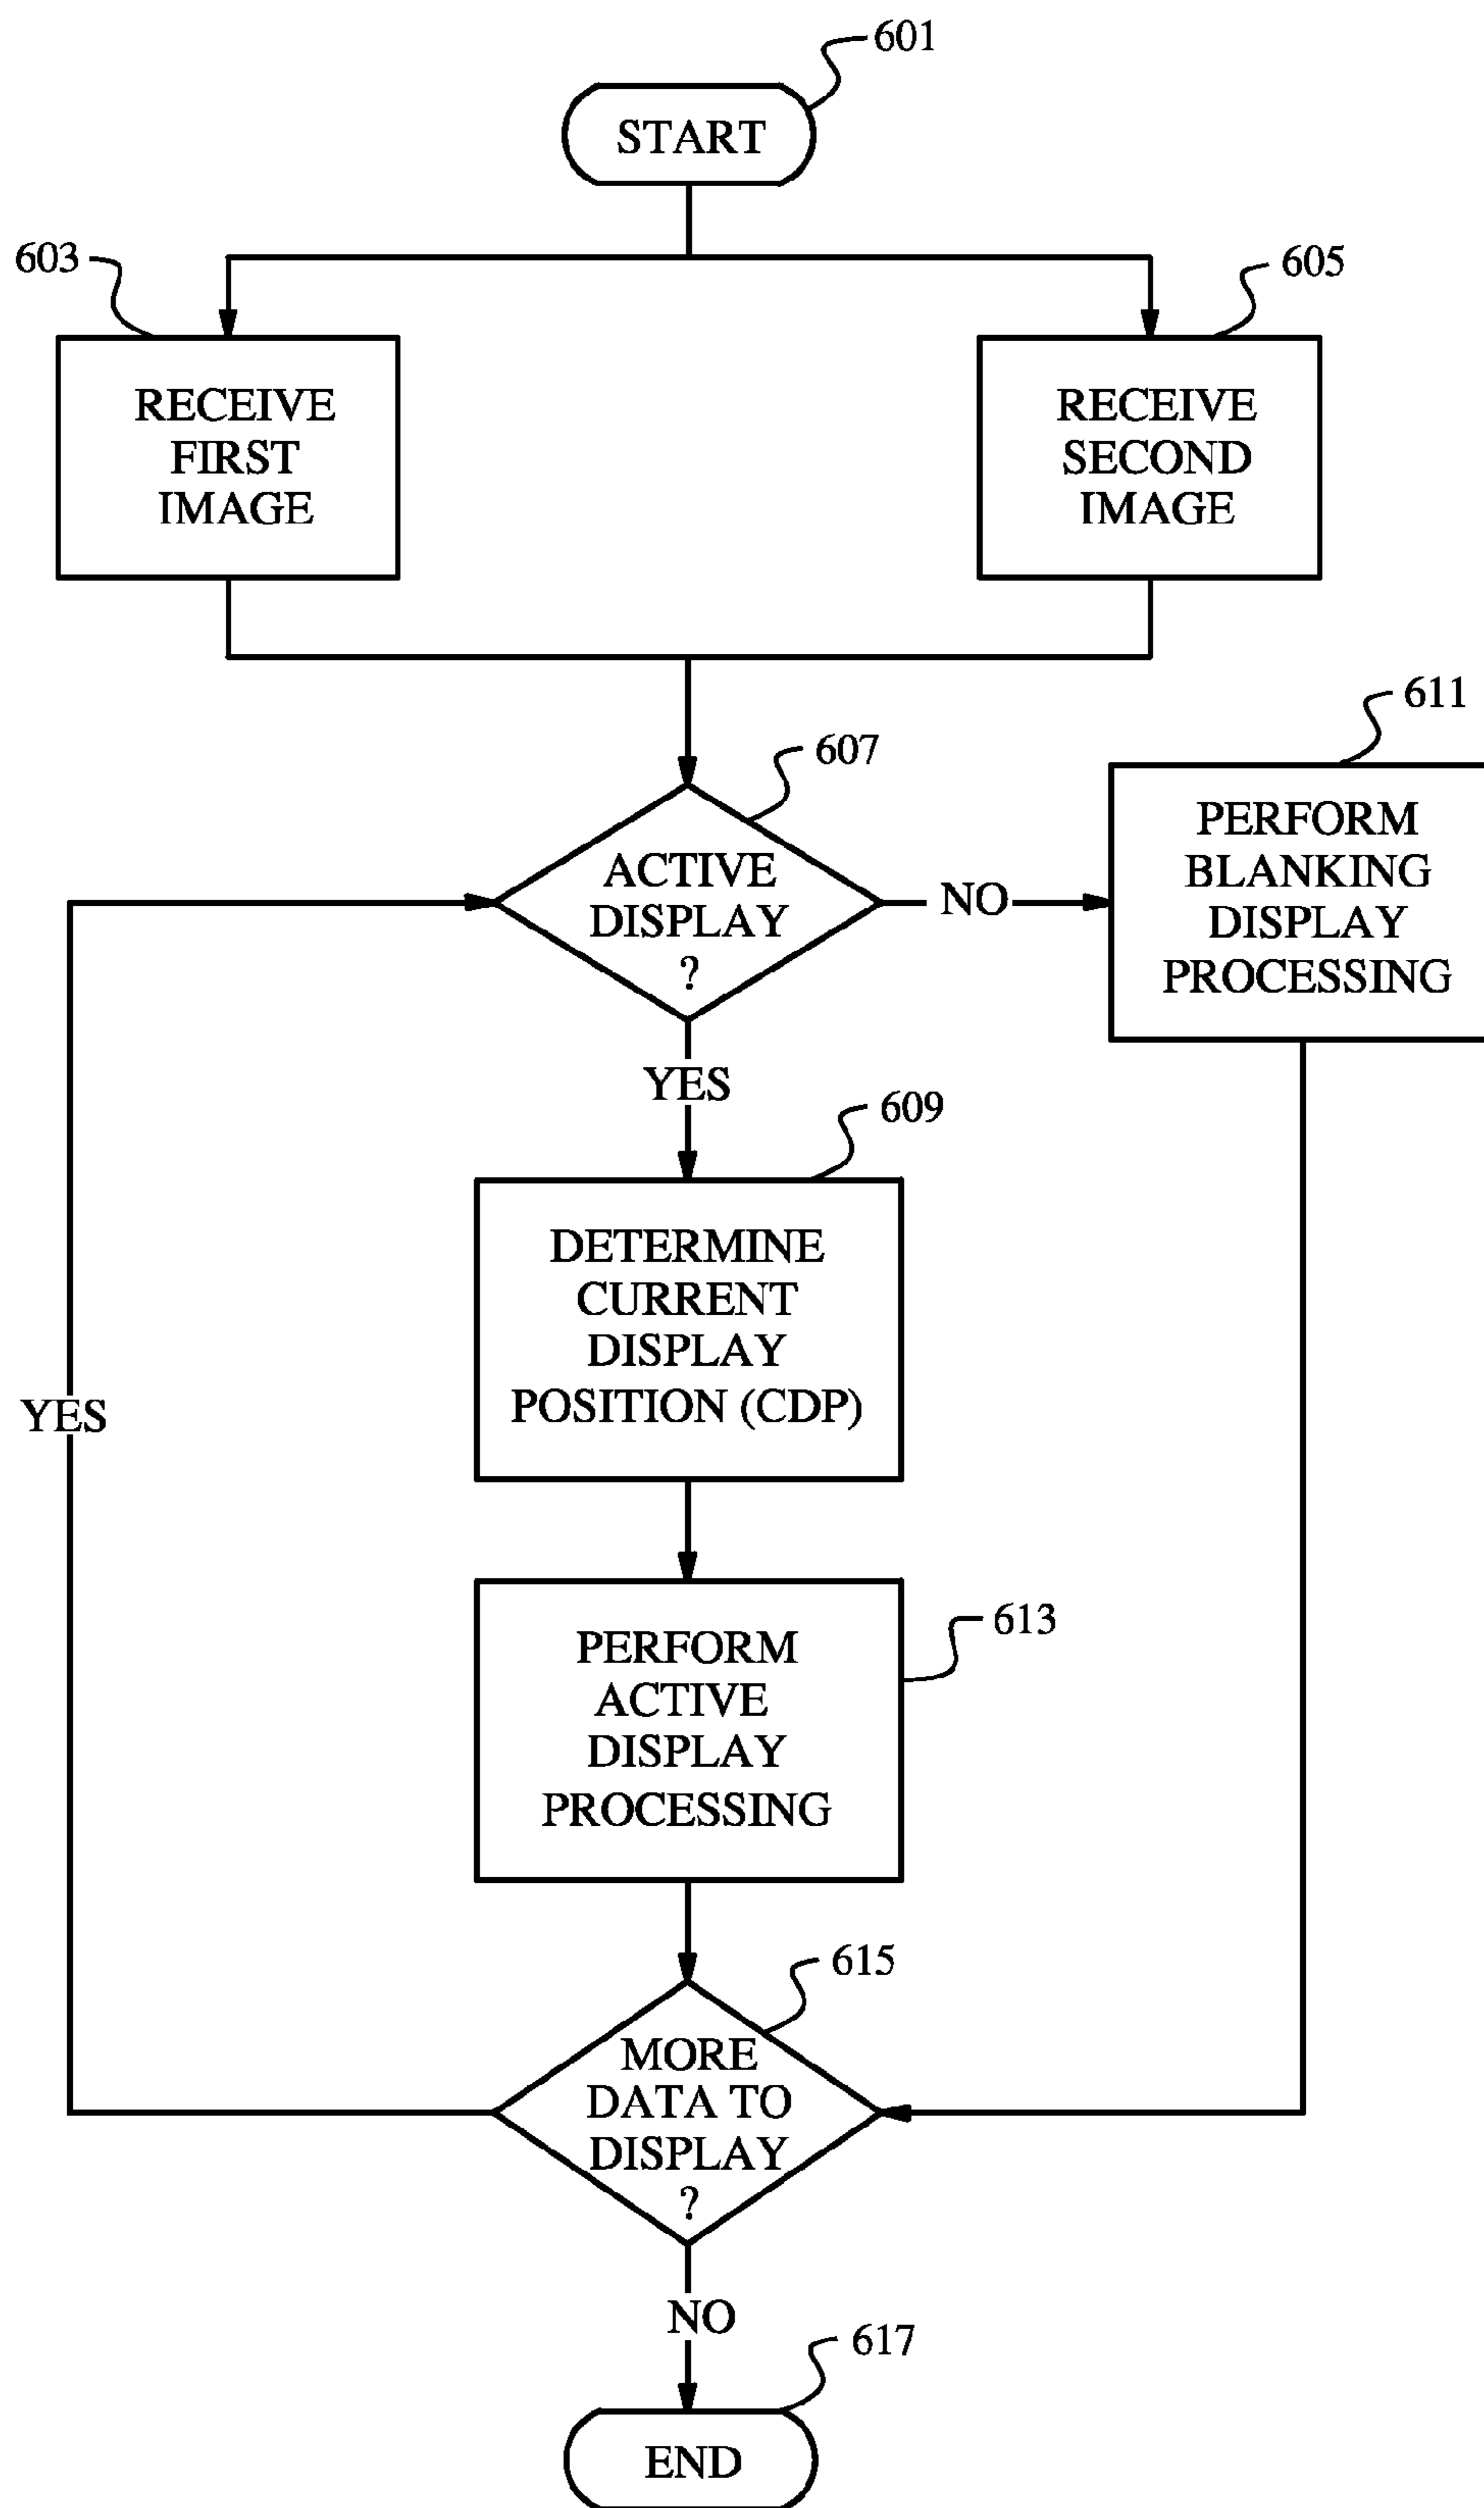 601
START
603
605
RECEIVE
FIRST
IMAGE
RECEIVE
SECOND
IMAGE
611
607
PERFORM
BLANKING
DISPLAY
PROCESSING
ACTIVE
DISPLAY
?
NO
YES
609
DETERMINE
CURRENT
DISPLAY
POSITION (CDP)
YES
613
PERFORM
ACTIVE
DISPLAY
PROCESSING
615
MORE
DATA TO
DISPLAY
?
NO
617
END